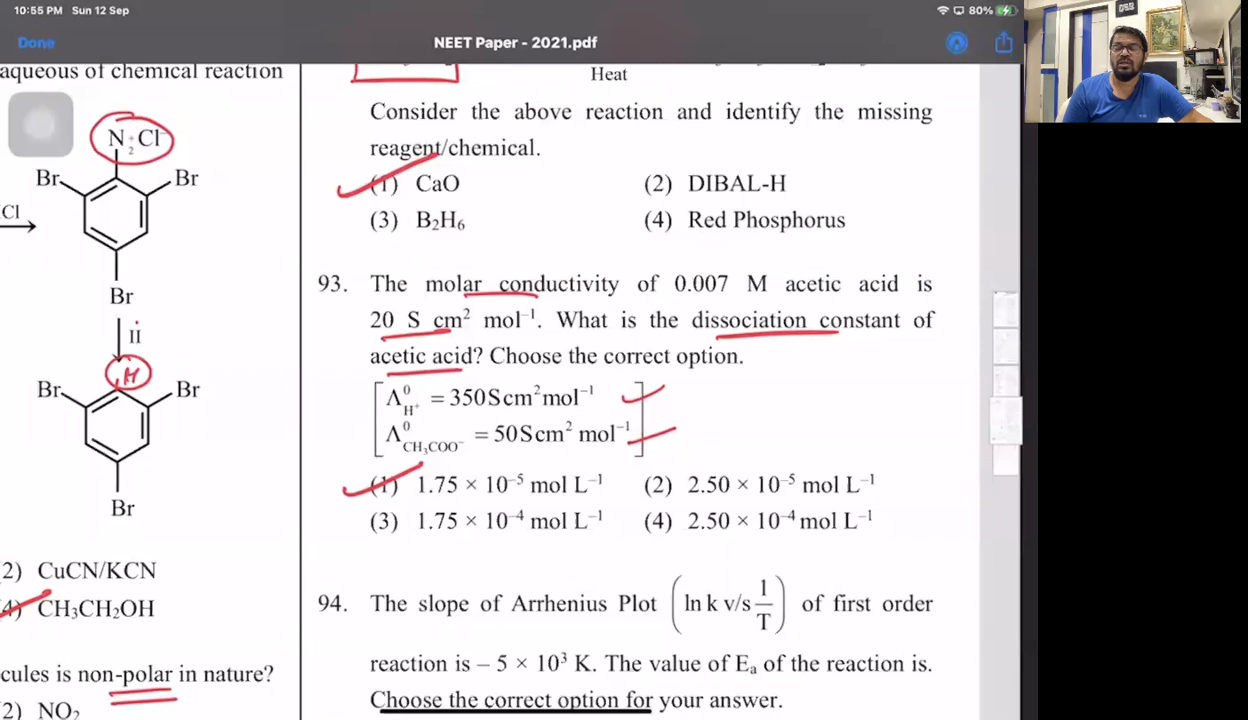 10:55 PM Sun 12 Sep
80%
Done
NEET Paper - 2021.pdf
aqueous of chemical reaction
N₂⁺Cl⁻
Br
Br
Cl
Br
ii
H
Br
Br
Br
2) CuCN/KCN
4) CH₃CH₂OH
cules is non-polar in nature?
2) NO₂
Heat
Consider the above reaction and identify the missing
reagent/chemical.
(1) CaO (2) DIBAL-H
(3) B₂H₆ (4) Red Phosphorus
93. The molar conductivity of 0.007 M acetic acid is
20 S cm² mol⁻¹. What is the dissociation constant of
acetic acid? Choose the correct option.
[Λ⁰H⁺ = 350 S cm² mol⁻¹
Λ⁰CH₃COO⁻ = 50 S cm² mol⁻¹]
(1) 1.75 × 10⁻⁵ mol L⁻¹ (2) 2.50 × 10⁻⁵ mol L⁻¹
(3) 1.75 × 10⁻⁴ mol L⁻¹ (4) 2.50 × 10⁻⁴ mol L⁻¹
94. The slope of Arrhenius Plot (ln k v/s 1/T) of first order
reaction is – 5 × 10³ K. The value of Eₐ of the reaction is.
Choose the correct option for your answer.